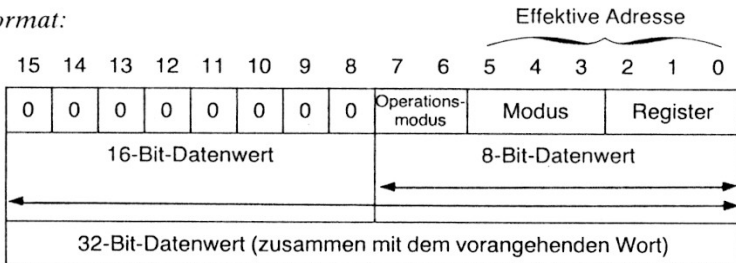 ormat:
Effektive Adresse
15 14 13 12 11 10 9 8 7 6 5 4 3 2 1 0
0 0 0 0 0 0 0 0 Operations- Modus Register
modus
16-Bit-Datenwert 8-Bit-Datenwert
32-Bit-Datenwert (zusammen mit dem vorangehenden Wort)